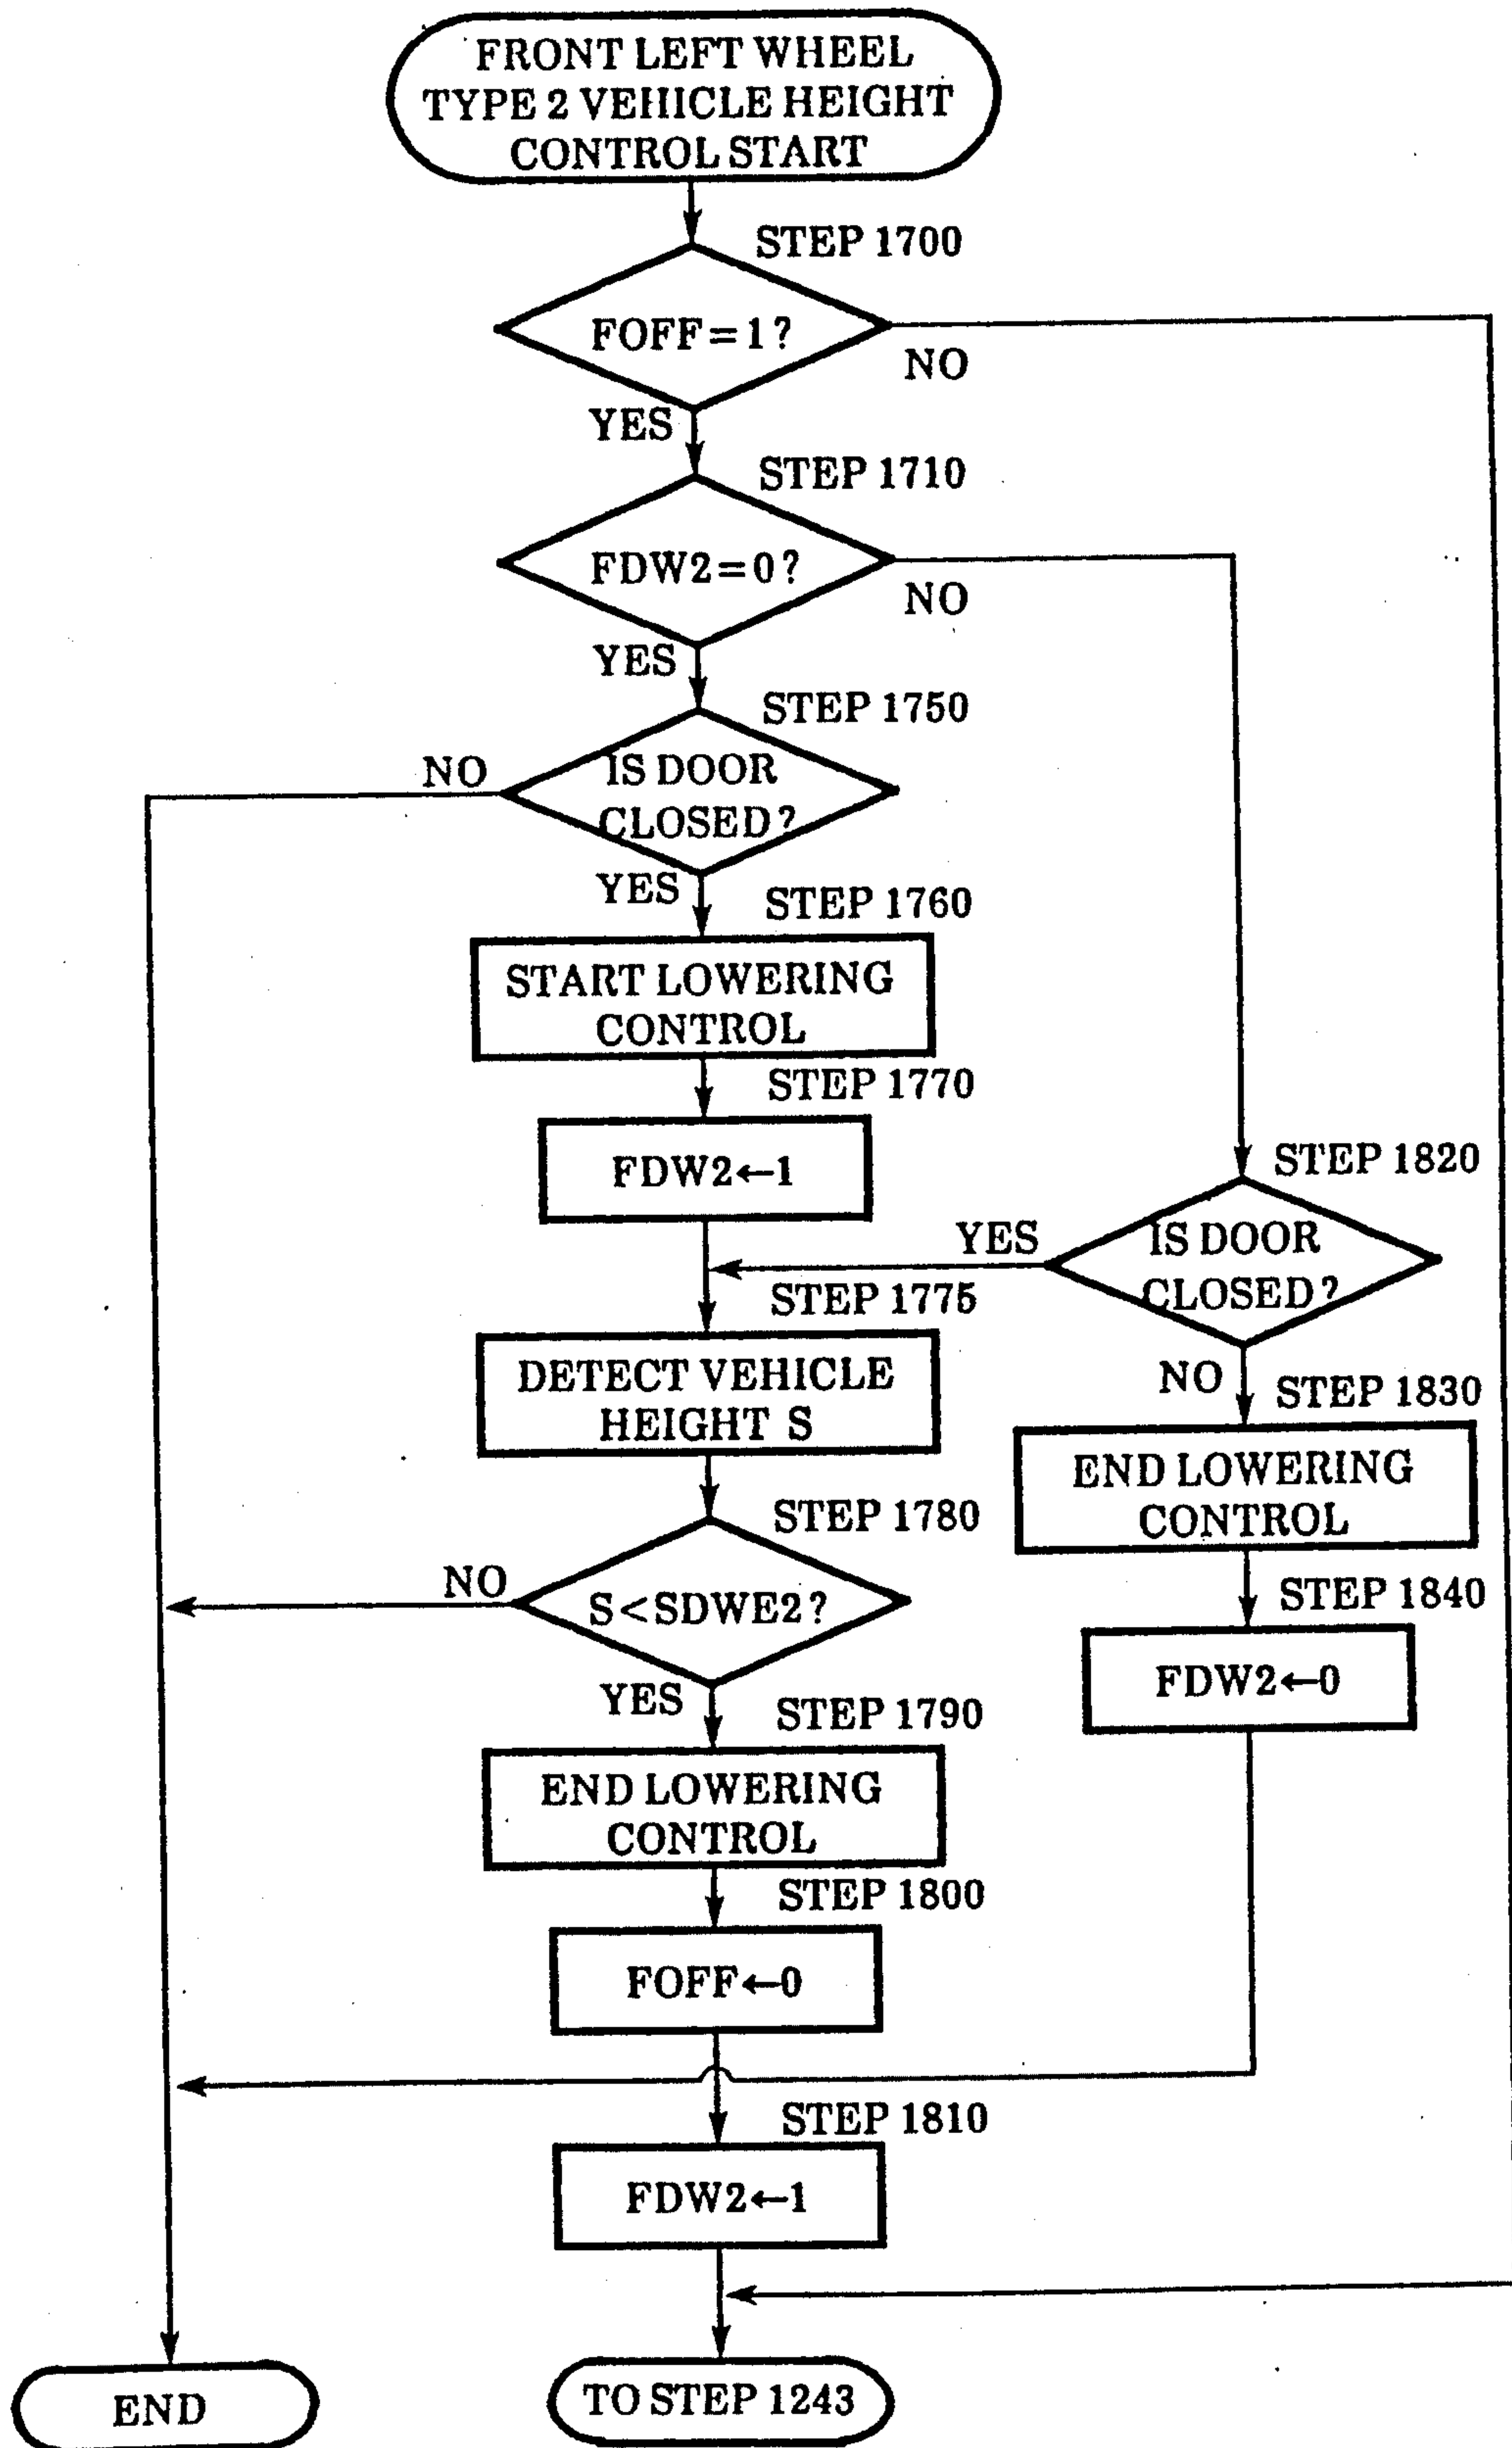 FRONT LEFT WHEEL
TYPE 2 VEHICLE HEIGHT
CONTROL START
STEP 1700
FOFF=1?
NO
YES
STEP 1710
FDW2=0?
NO
YES
STEP 1750
NO
IS DOOR
CLOSED?
YES
STEP 1760
START LOWERING
CONTROL
STEP 1770
FDW2←1
STEP 1820
YES
IS DOOR
CLOSED?
STEP 1775
DETECT VEHICLE
HEIGHT S
NO
STEP 1830
END LOWERING
CONTROL
STEP 1780
NO
S<SDWE2?
STEP 1840
FDW2←0
YES
STEP 1790
END LOWERING
CONTROL
STEP 1800
FOFF←0
STEP 1810
FDW2←1
END
TO STEP 1243